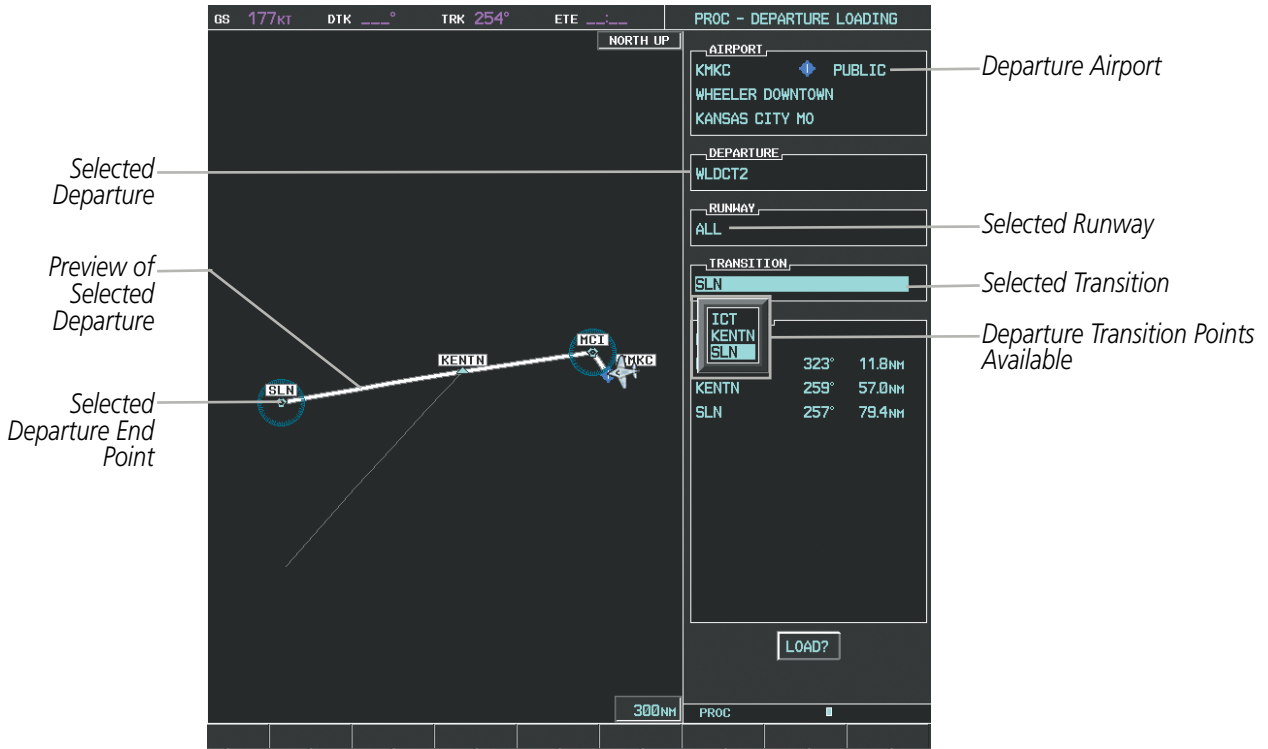 GS 177KT DTK ___° TRK 254° ETE __:__ PROC – DEPARTURE LOADING
NORTH UP
AIRPORT
KMKC PUBLIC
WHEELER DOWNTOWN
KANSAS CITY MO
Departure Airport
DEPARTURE
WLDCT2
Selected
Departure
RUNWAY
ALL
Selected Runway
TRANSITION
SLN
Selected Transition
ICT
KENTN
SLN
Departure Transition Points
Available
323° 11.8NM
KENTN 259° 57.0NM
SLN 257° 79.4NM
Preview of
Selected
Departure
MCI
KENTN
SLN
Selected
Departure End
Point
LOAD?
300NM
PROC